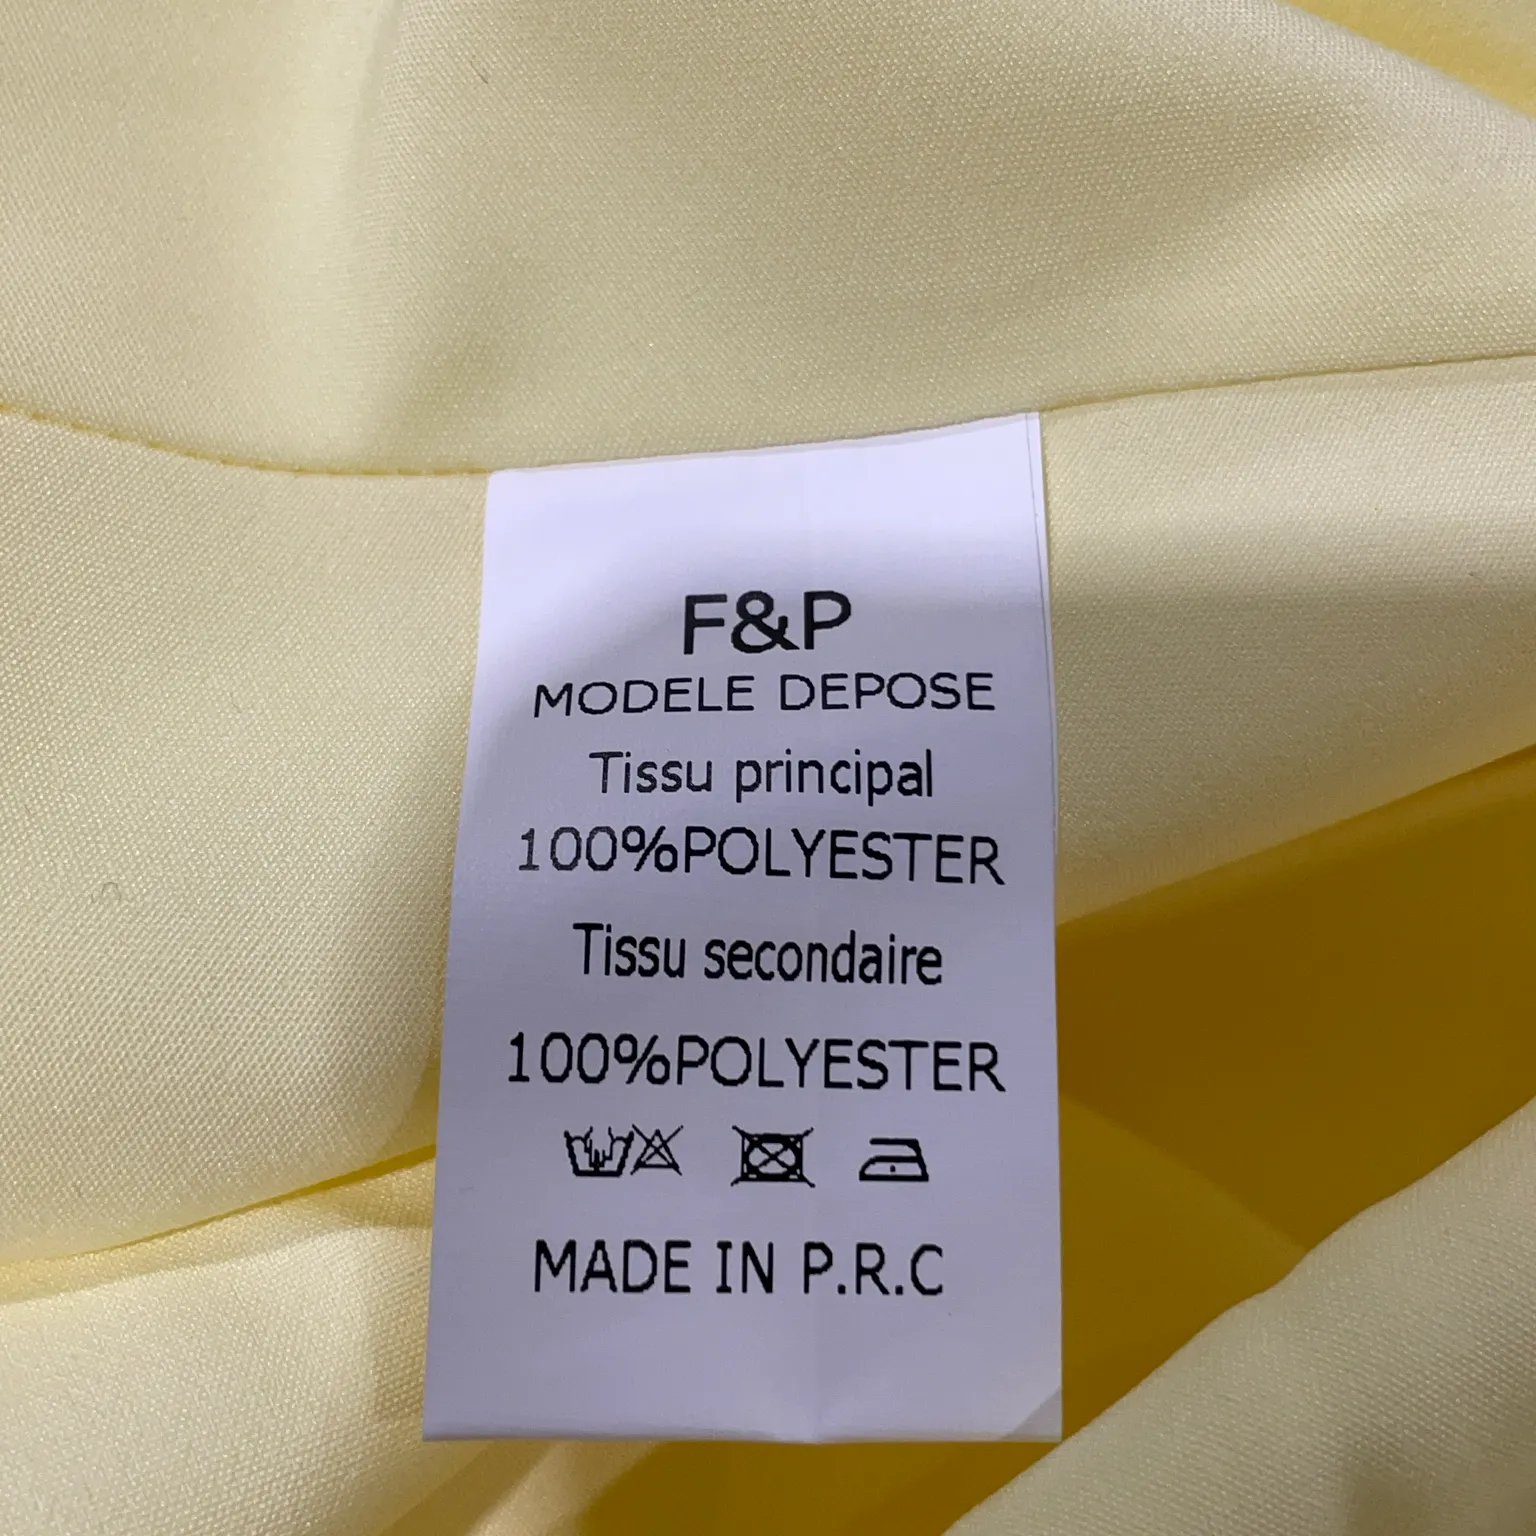 F&P
MODELE DEPOSE
Tissu principal
100%POLYESTER
Tissu secondaire
100%POLYESTER
MADE IN P.R.C